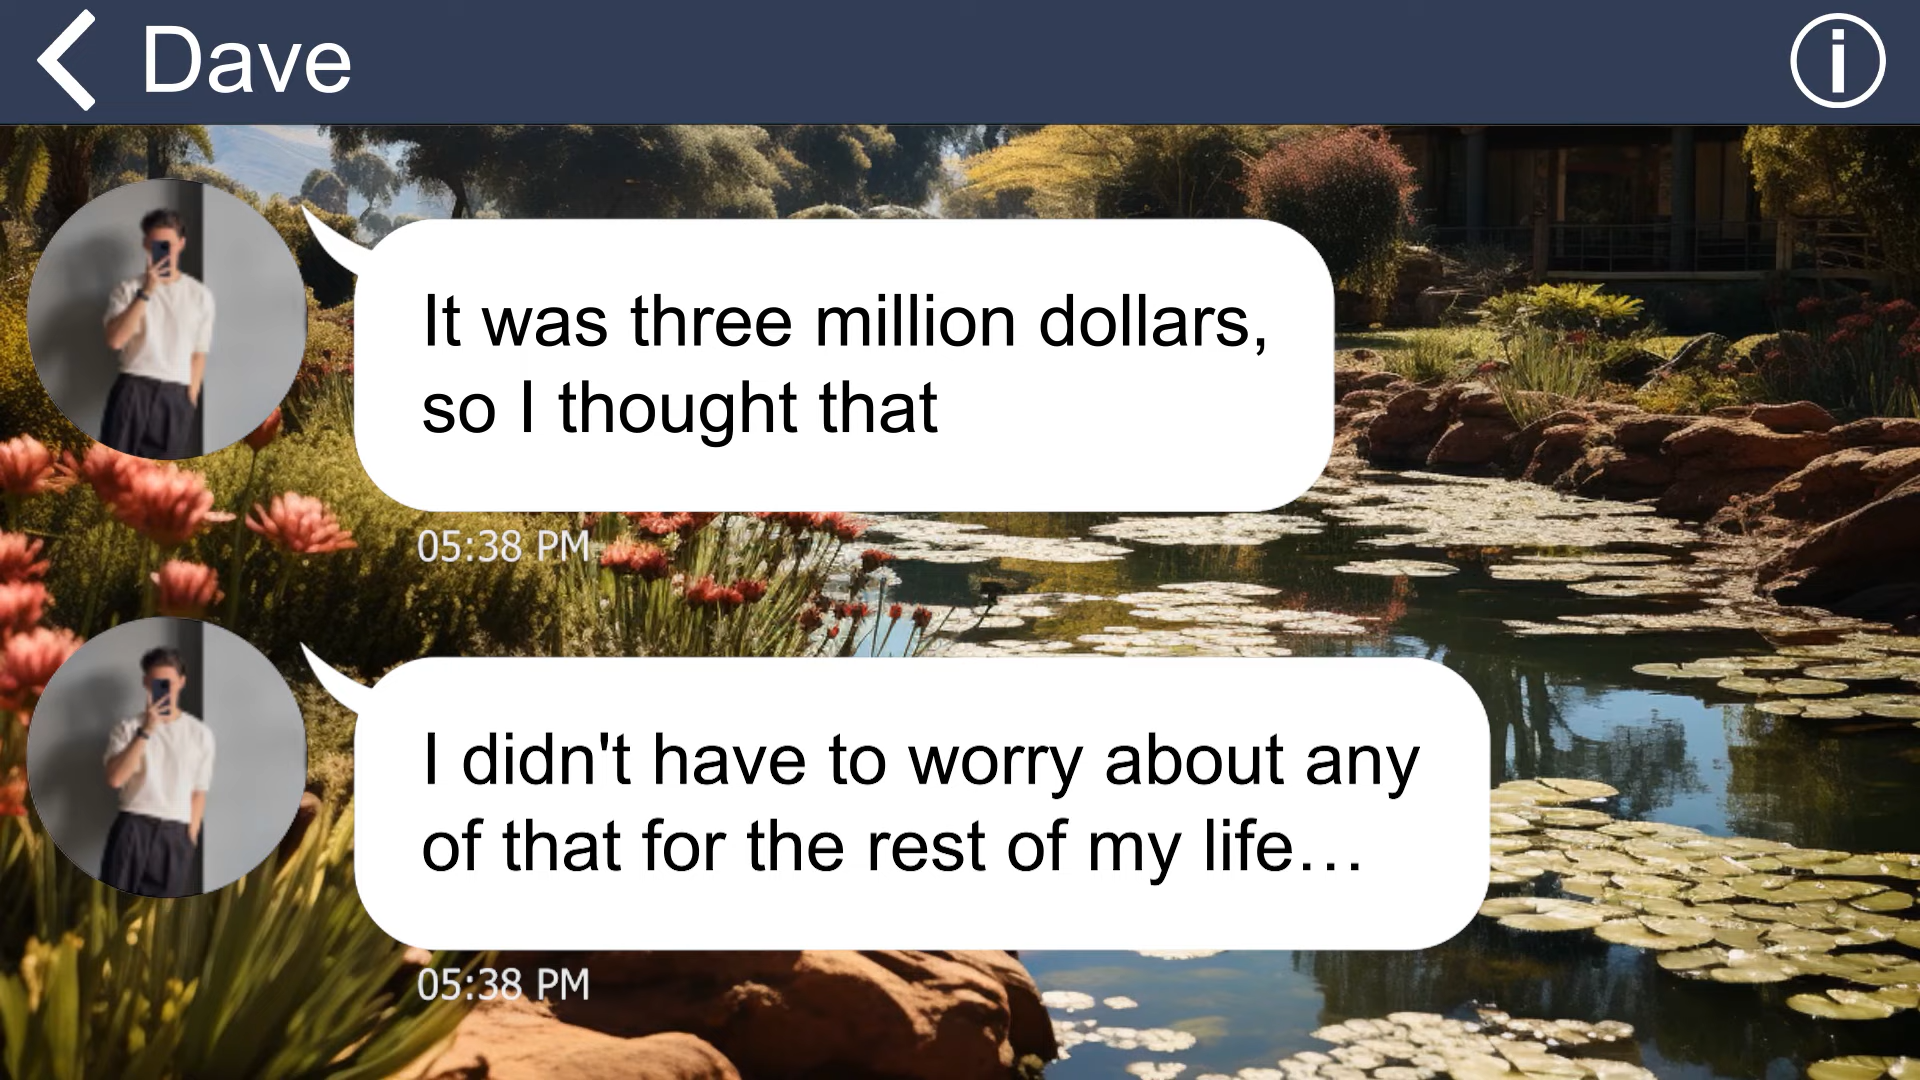 Dave
It was three million dollars,
so I thought that
05:38 PM
I didn't have to worry about any
of that for the rest of my life…
05:38 PM